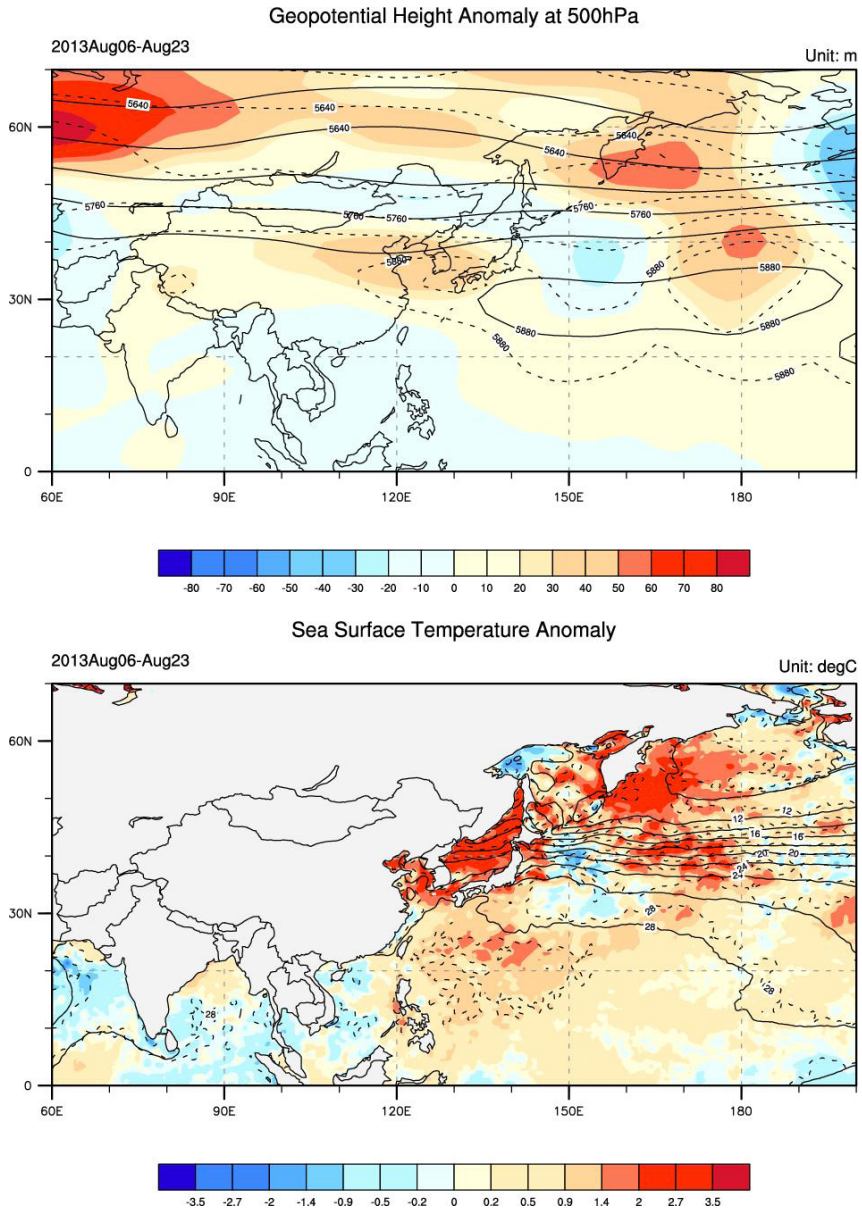 Geopotential Height Anomaly at 500hPa
2013Aug06-Aug23
Unit: m
5640
5640
5640
5640
5640
60N
5760
5760
5760
5760
5760
5880
5880
5880
30N
5880
5880
5880
5880
0
60E
90E
120E
150E
180
-80 -70 -60 -50 -40 -30 -20 -10 0 10 20 30 40 50 60 70 80
Sea Surface Temperature Anomaly
2013Aug06-Aug23
Unit: degC
60N
12
12
16
16
20
20
24
24
30N
28
28
28
28
0
60E
90E
120E
150E
180
-3.5 -2.7 -2 -1.4 -0.9 -0.5 -0.2 0 0.2 0.5 0.9 1.4 2 2.7 3.5